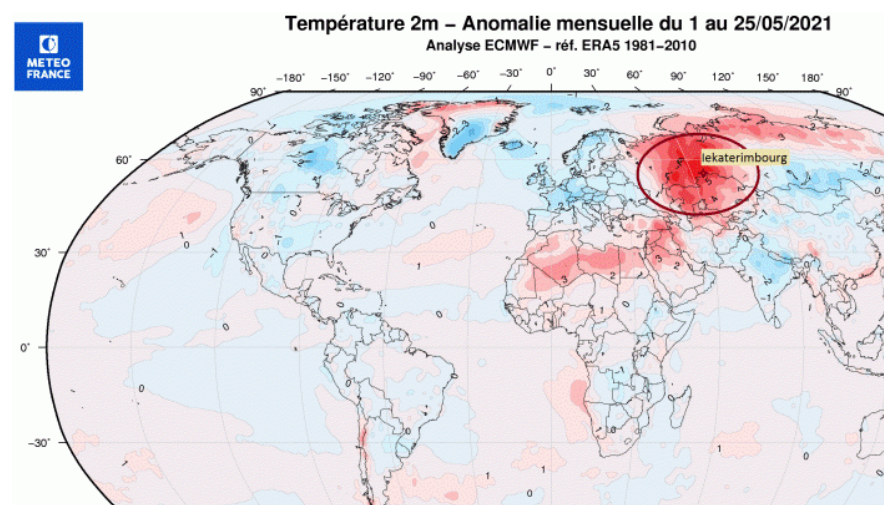 Température 2m – Anomalie mensuelle du 1 au 25/05/2021
Analyse ECMWF – réf. ERA5 1981–2010
METEO
FRANCE
−180° −120° −90° −60° −30° 0° 30° 60° 90° 120° 150° 180°
90° 90°
60°
Iekaterimbourg
30°
0°
−30°